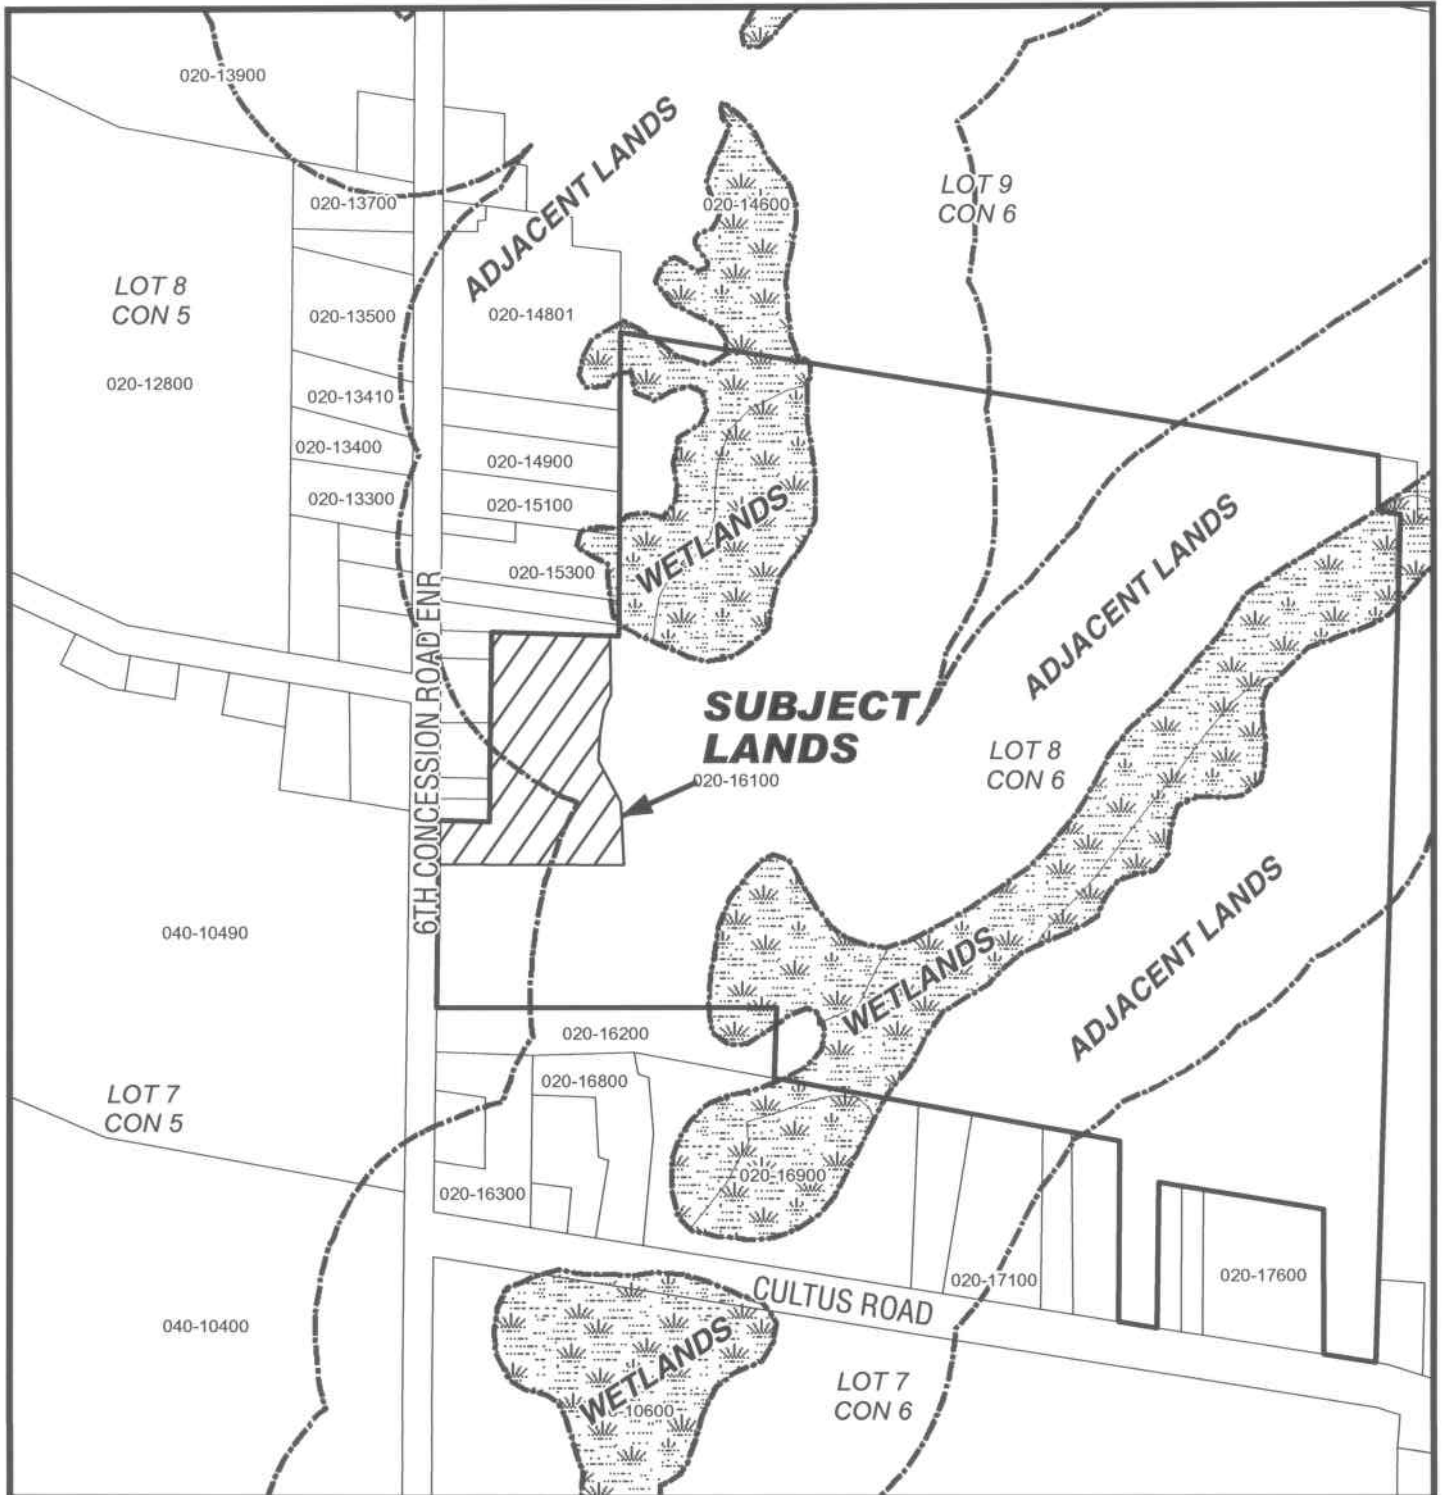 020-13900
ADJACENT LANDS
LOT 9
CON 6
020-13700
020-14600
LOT 8
CON 5
020-13500
020-14801
020-12800
020-13410
020-13400
020-14900
020-13300
020-15100
WETLANDS
ADJACENT LANDS
020-15300
6TH CONCESSION ROAD ENR
SUBJECT
LANDS
020-16100
LOT 8
CON 6
040-10490
WETLANDS
ADJACENT LANDS
020-16200
020-16800
LOT 7
CON 5
020-16900
020-16300
020-17100
020-17600
CULTUS ROAD
040-10400
WETLANDS
10600
LOT 7
CON 6